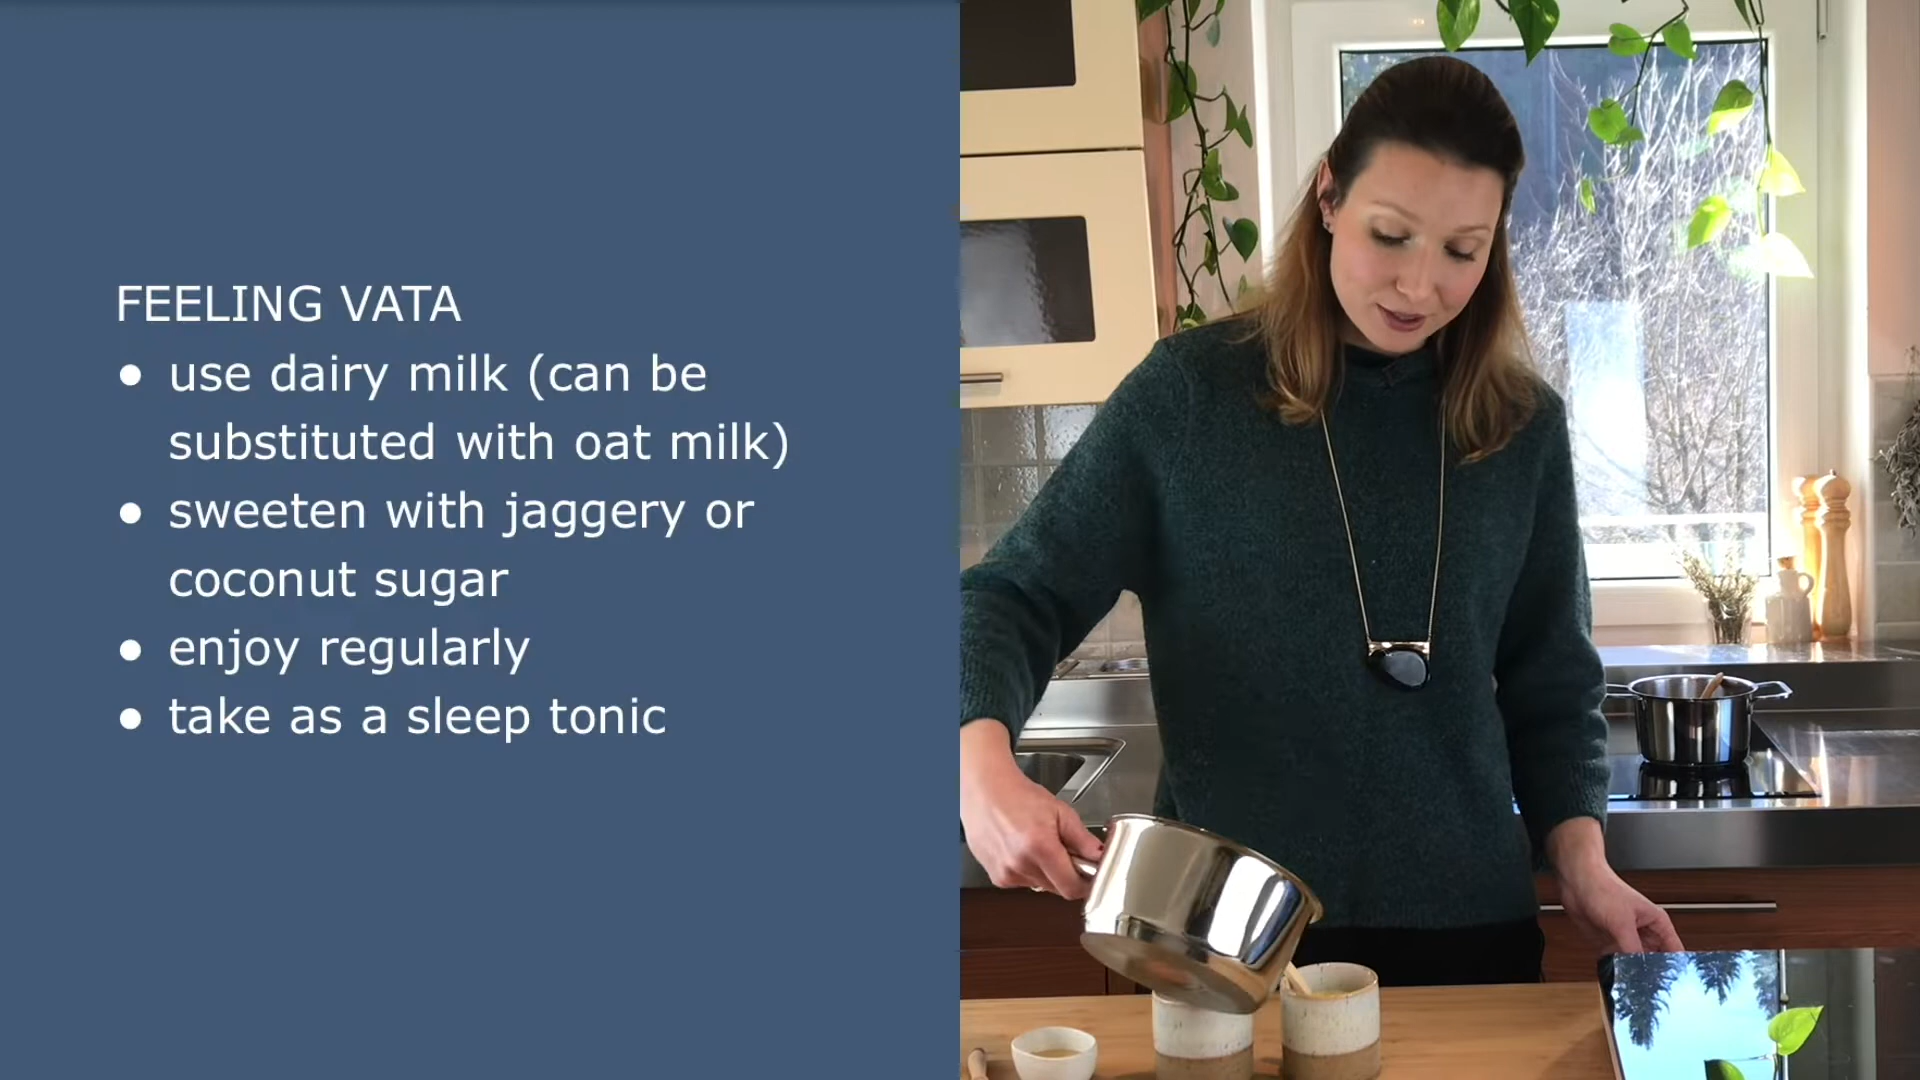 FEELING VATA
● use dairy milk (can be
substituted with oat milk)
● sweeten with jaggery or
coconut sugar
● enjoy regularly
● take as a sleep tonic